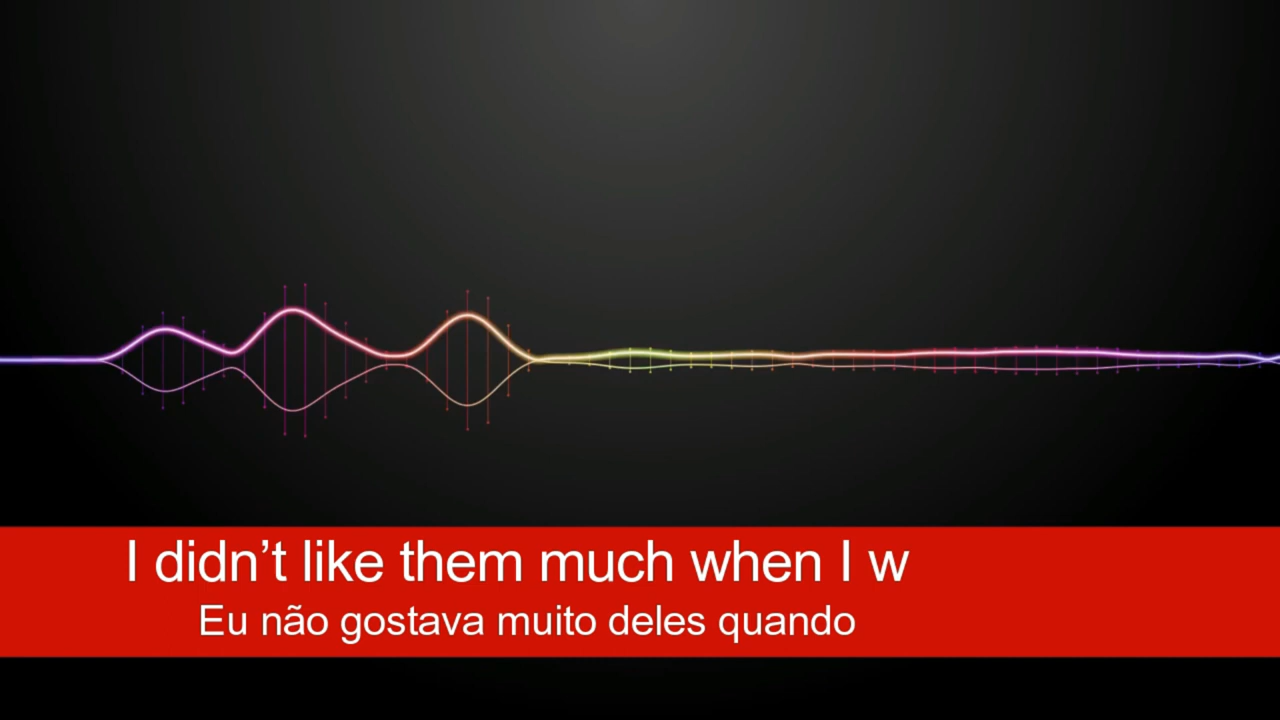 I didn’t like them much when I w
Eu não gostava muito deles quando